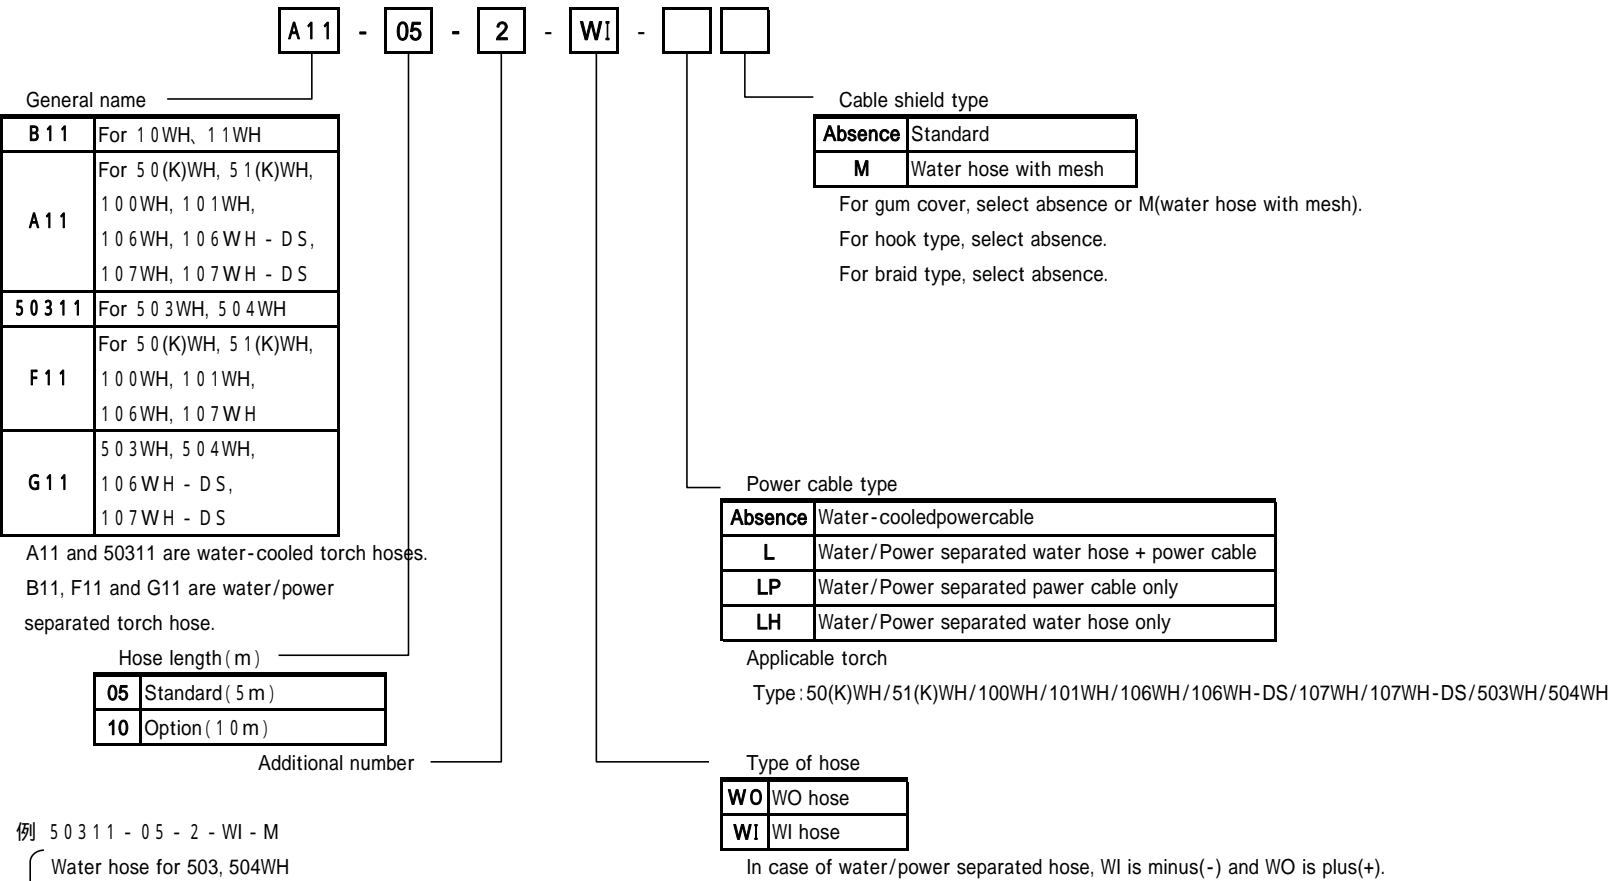 A11 - 05 - 2 - WI -
General name
B11 For 10WH、11WH
A11 For 50(K)WH, 51(K)WH,
100WH, 101WH,
106WH, 106WH-DS,
107WH, 107WH-DS
50311 For 503WH, 504WH
F11 For 50(K)WH, 51(K)WH,
100WH, 101WH,
106WH, 107WH
G11 503WH, 504WH,
106WH-DS,
107WH-DS
A11 and 50311 are water-cooled torch hoses.
B11, F11 and G11 are water/power
separated torch hose.
Hose length(m)
05 Standard(5m)
10 Option(10m)
Additional number
例 50311-05-2-WI-M
Water hose for 503, 504WH
Cable shield type
Absence Standard
M Water hose with mesh
For gum cover, select absence or M(water hose with mesh).
For hook type, select absence.
For braid type, select absence.
Power cable type
Absence Water-cooledpowercable
L Water/Power separated water hose + power cable
LP Water/Power separated pawer cable only
LH Water/Power separated water hose only
Applicable torch
Type:50(K)WH/51(K)WH/100WH/101WH/106WH/106WH-DS/107WH/107WH-DS/503WH/504WH
Type of hose
WO WO hose
WI WI hose
In case of water/power separated hose, WI is minus(-) and WO is plus(+).